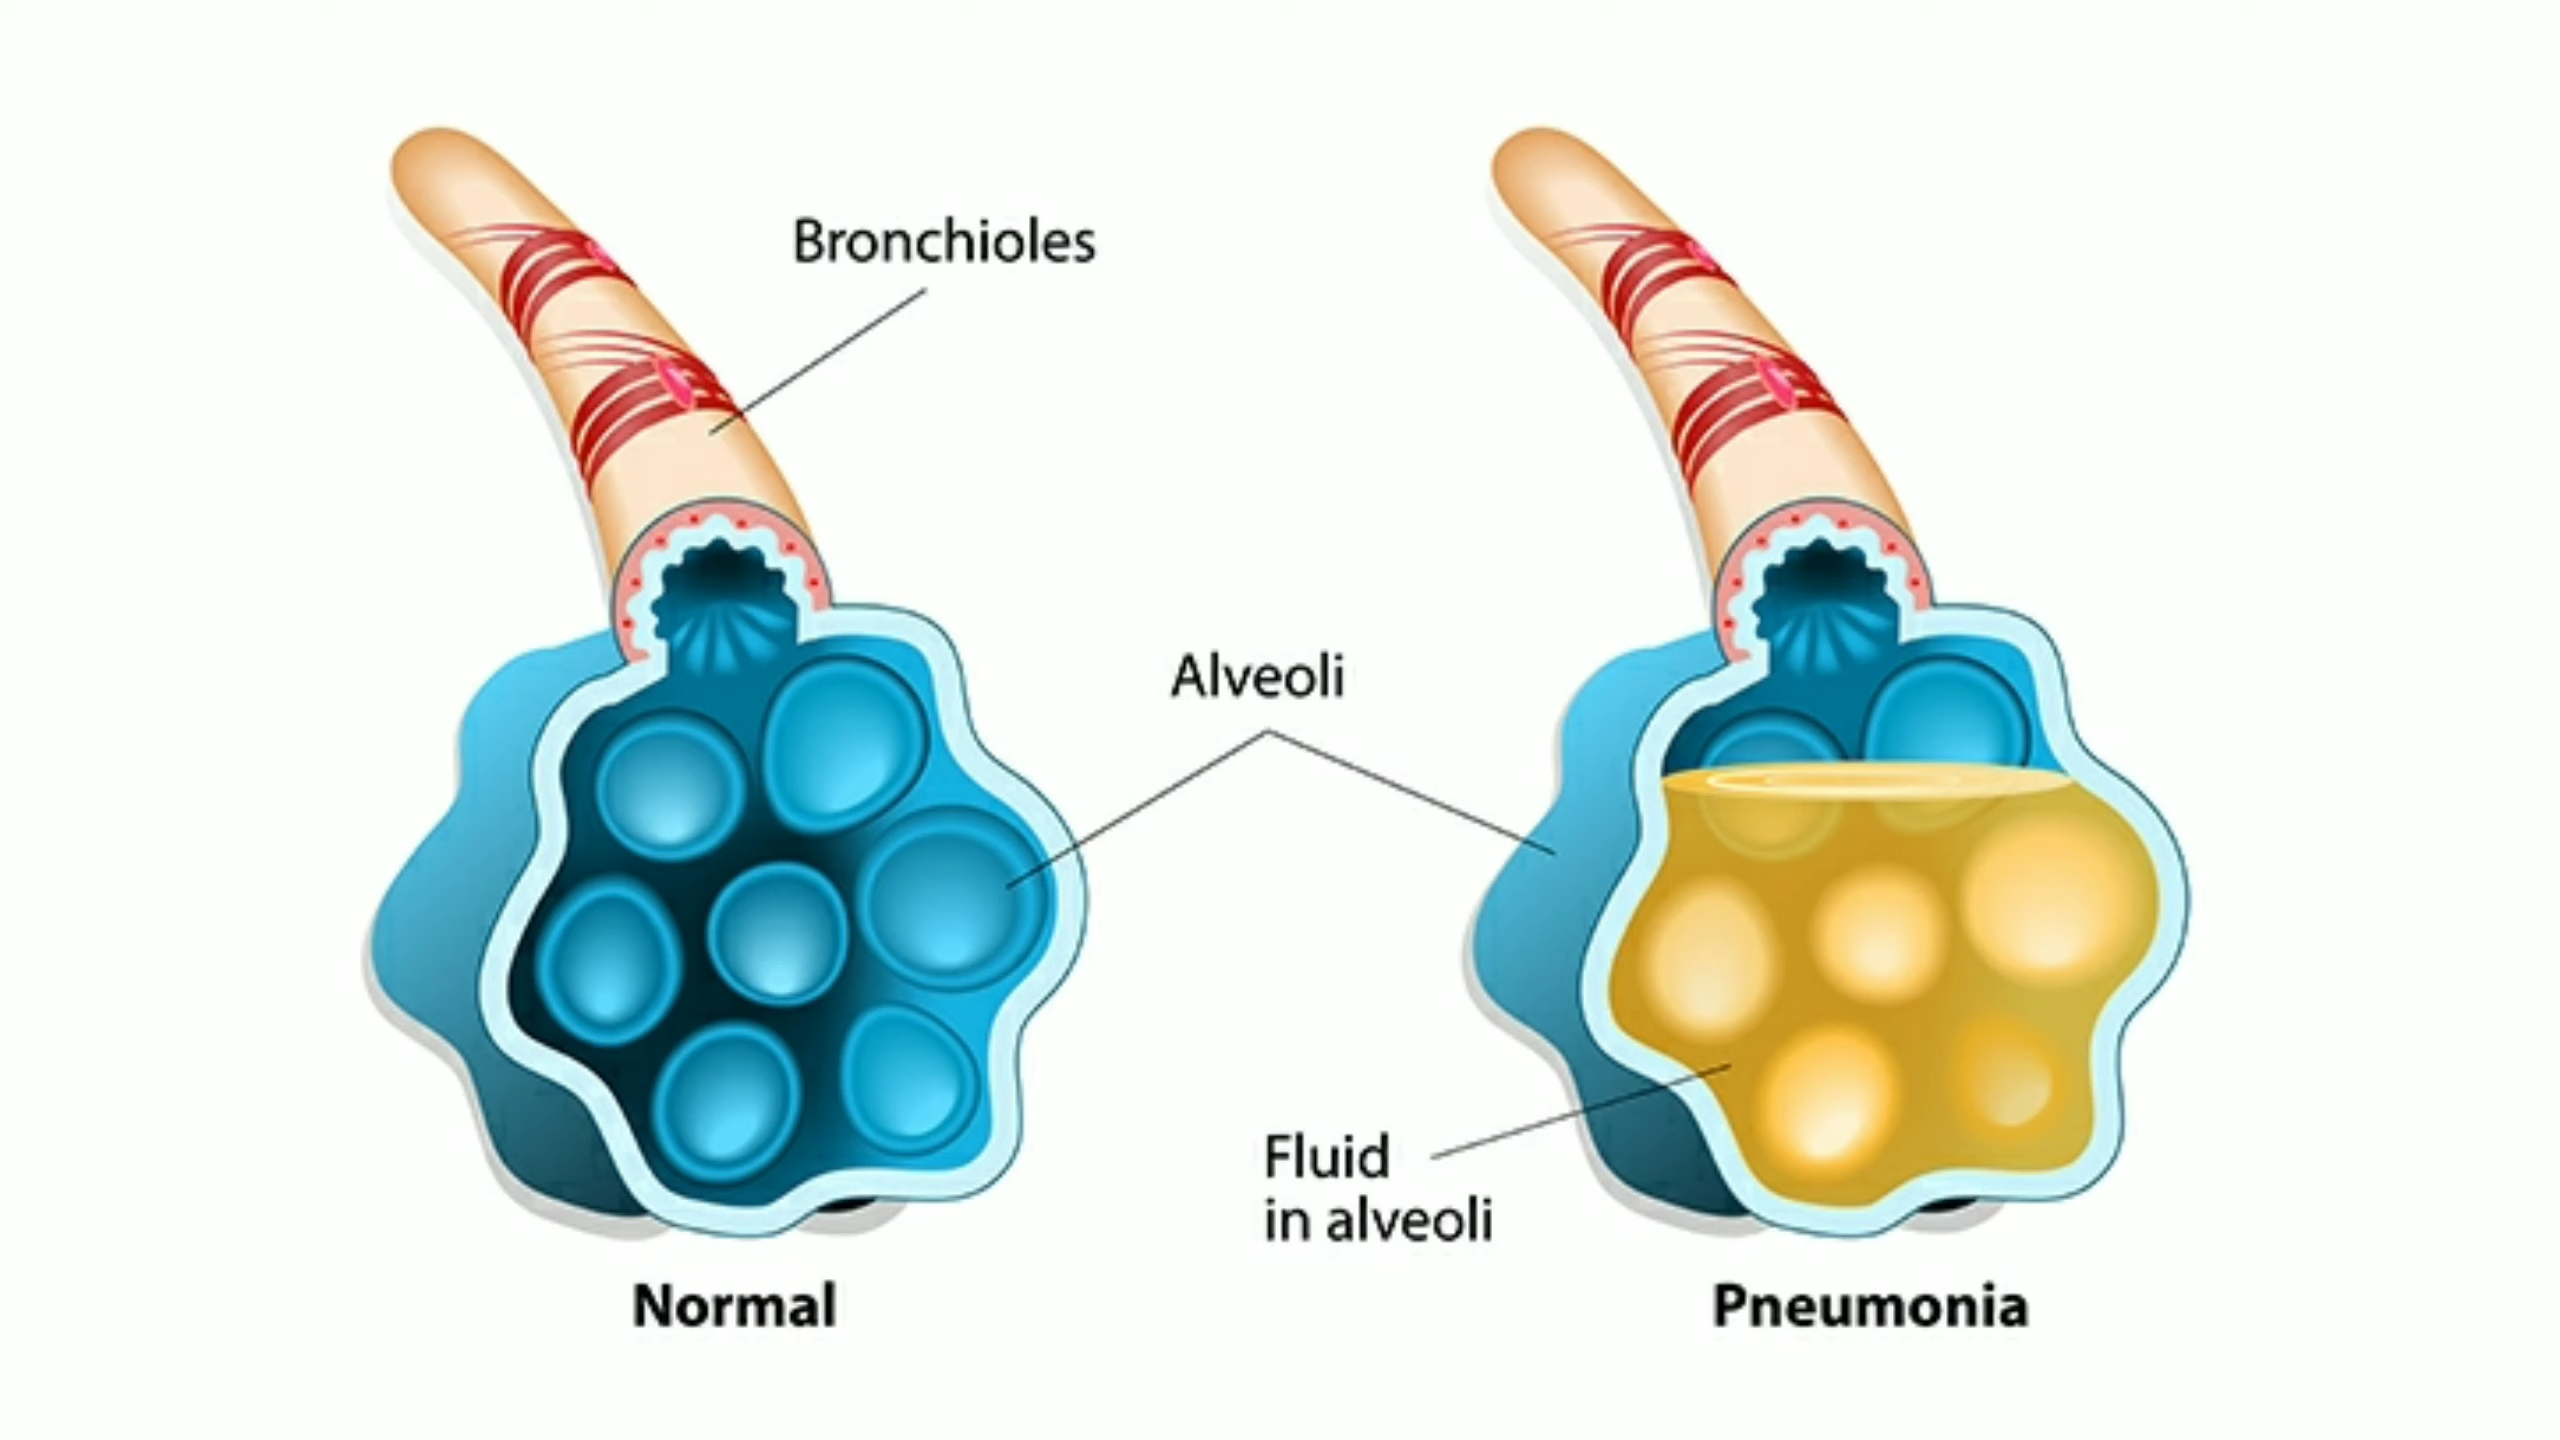 Bronchioles
Alveoli
Fluid
in alveoli
Normal
Pneumonia